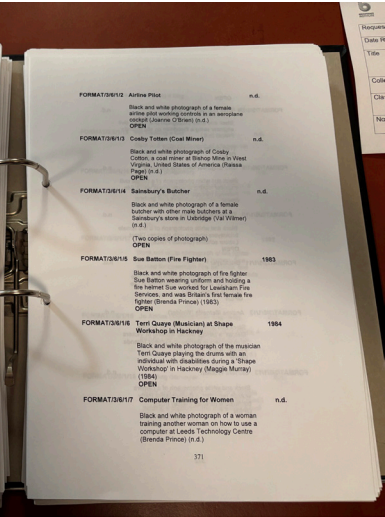 6
Reques
Date R
Title
Colle
Cla
No
FORMAT/3/6/1/2 Airline Pilot n.d.
Black and white photograph of a female
airline pilot working controls in an aeroplane
cockpit (Joanne O'Brien) (n.d.)
OPEN
FORMAT/3/6/1/3 Cosby Totten (Coal Miner) n.d.
Black and white photograph of Cosby
Cotton, a coal miner at Bishop Mine in West
Virginia, United States of America (Raissa
Page) (n.d.)
OPEN
FORMAT/3/6/1/4 Sainsbury's Butcher n.d.
Black and white photograph of a female
butcher with other male butchers at a
Sainsbury's store in Uxbridge (Val Wilmer)
(n.d.)
(Two copies of photograph)
OPEN
FORMAT/3/6/1/5 Sue Batton (Fire Fighter) 1983
Black and white photograph of fire fighter
Sue Batton wearing uniform and holding a
fire helmet Sue worked for Lewisham Fire
Services, and was Britain's first female fire
fighter (Brenda Prince) (1983)
OPEN
FORMAT/3/6/1/6 Terri Quaye (Musician) at Shape 1984
Workshop in Hackney
Black and white photograph of the musician
Terri Quaye playing the drums with an
individual with disabilities during a 'Shape
Workshop' in Hackney (Maggie Murray)
(1984)
OPEN
FORMAT/3/6/1/7 Computer Training for Women n.d.
Black and white photograph of a woman
training another woman on how to use a
computer at Leeds Technology Centre
(Brenda Prince) (n.d.)
371